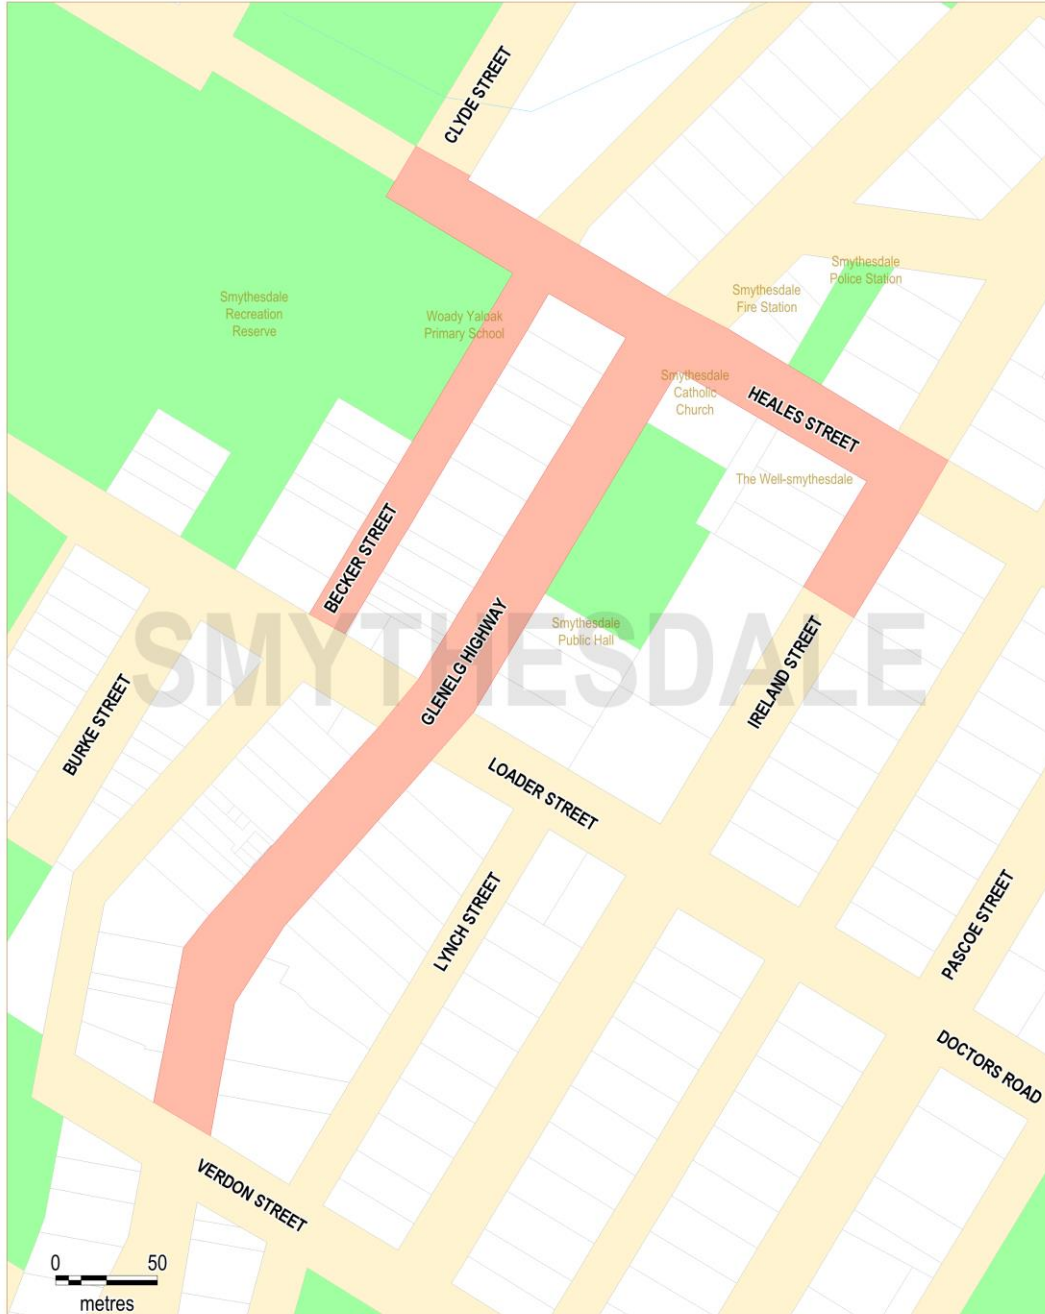 CLYDE STREET
Smythesdale
Police Station
Smythesdale
Recreation
Reserve
Woady Yaloak
Primary School
Smythesdale
Fire Station
Smythesdale
Catholic
Church
HEALES STREET
The Well-smythesdale
BECKER STREET
GLENELG HIGHWAY
Smythesdale
Public Hall
SMYTHESDALE
IRELAND STREET
BURKE STREET
LOADER STREET
LYNCH STREET
PASCOE STREET
DOCTORS ROAD
VERDON STREET
0 50
metres